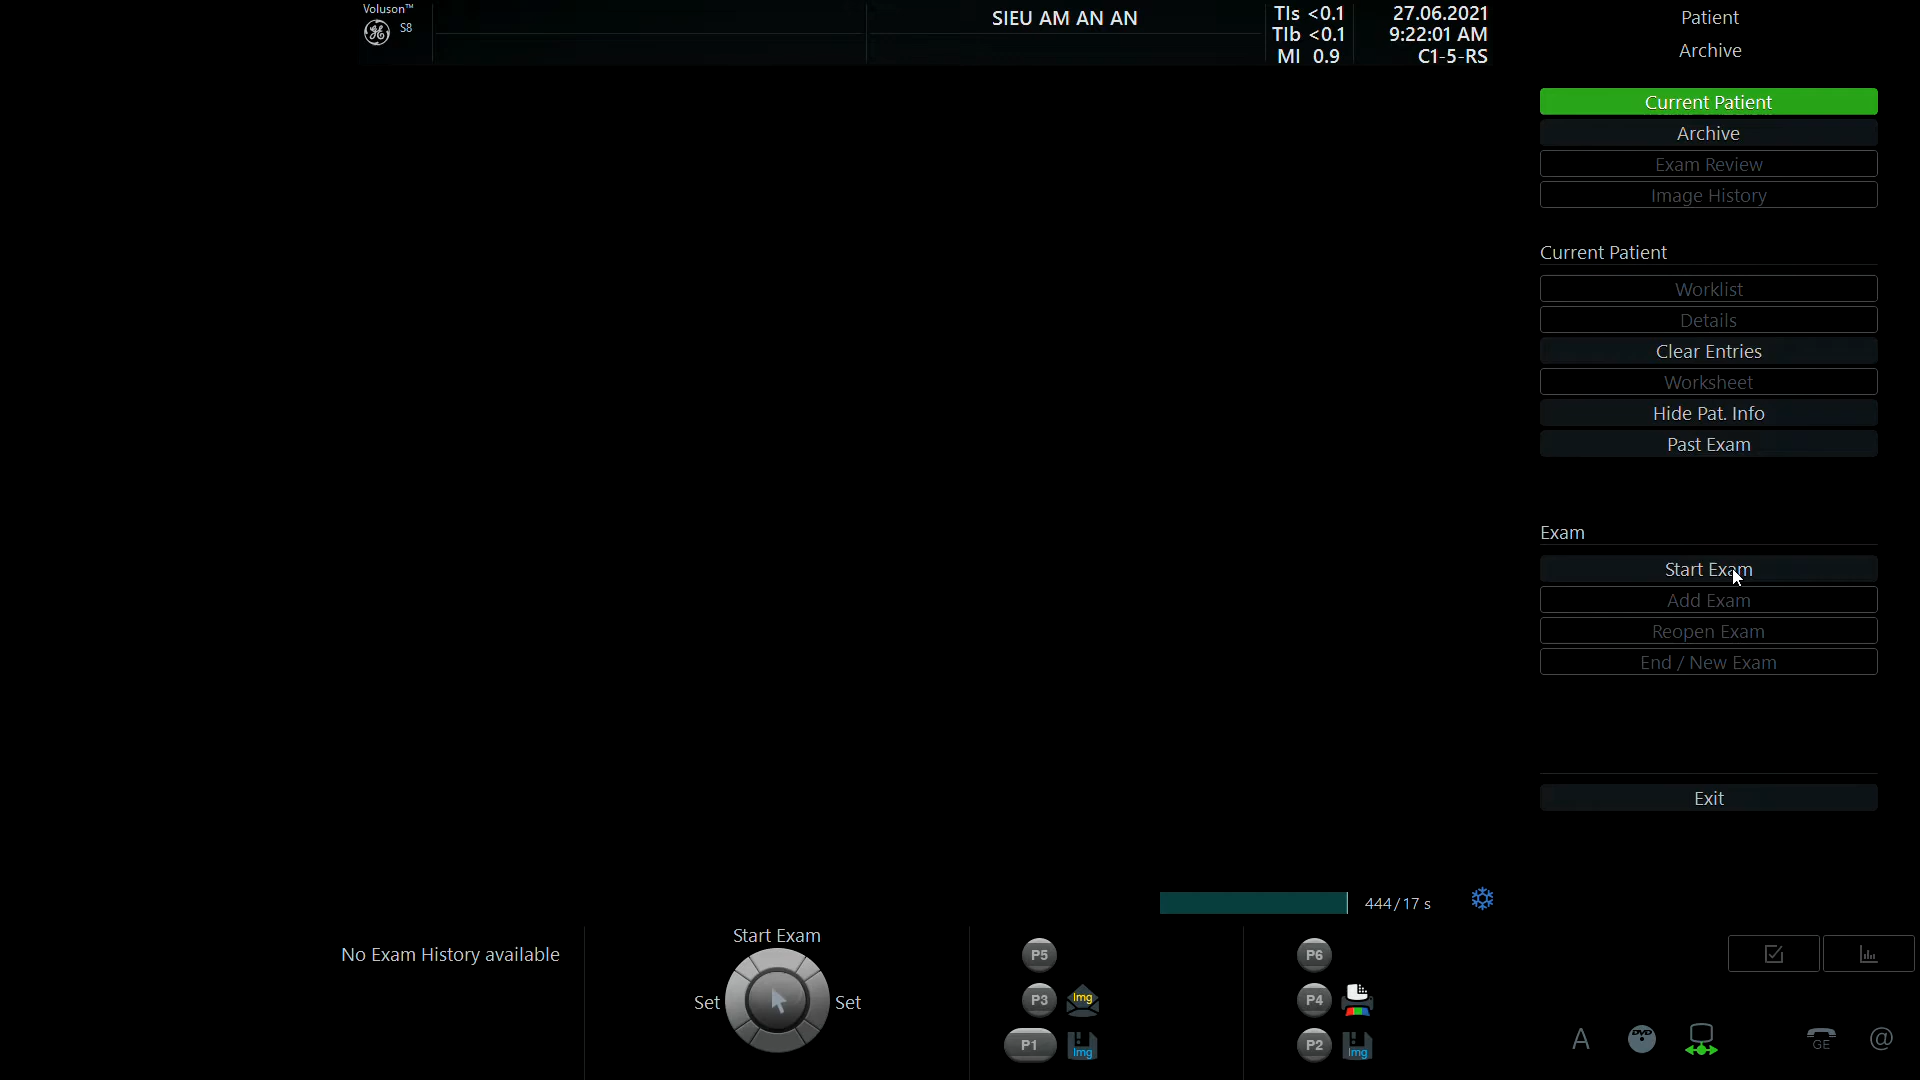 Voluson™
S8
SIEU AM AN AN
TIs <0.1
TIb <0.1
MI 0.9
27.06.2021
9:22:01 AM
C1-5-RS
Patient
Archive
Current Patient
Archive
Exam Review
Image History
Current Patient
Worklist
Details
Clear Entries
Worksheet
Hide Pat. Info
Past Exam
Exam
Start Exam
Add Exam
Reopen Exam
End / New Exam
Exit
444/17 s
No Exam History available
Start Exam
Set
Set
P5
P3
Img
P1
Img
P6
P4
P2
Img
A
DVD
GE
@